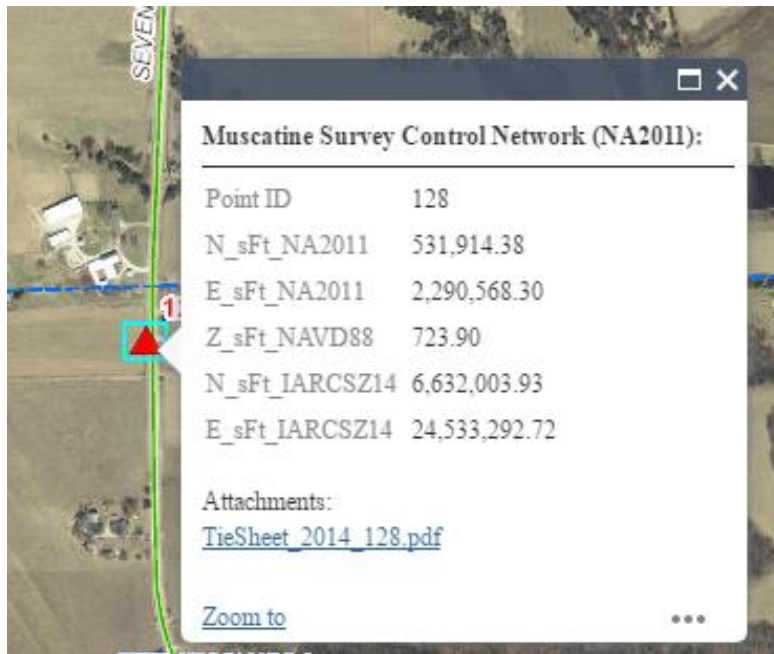 SEVEN
Muscatine Survey Control Network (NA2011):
Point ID 128
N_sFt_NA2011 531,914.38
E_sFt_NA2011 2,290,568.30
Z_sFt_NAVD88 723.90
N_sFt_IARCSZ14 6,632,003.93
E_sFt_IARCSZ14 24,533,292.72
1
Attachments:
TieSheet_2014_128.pdf
Zoom to